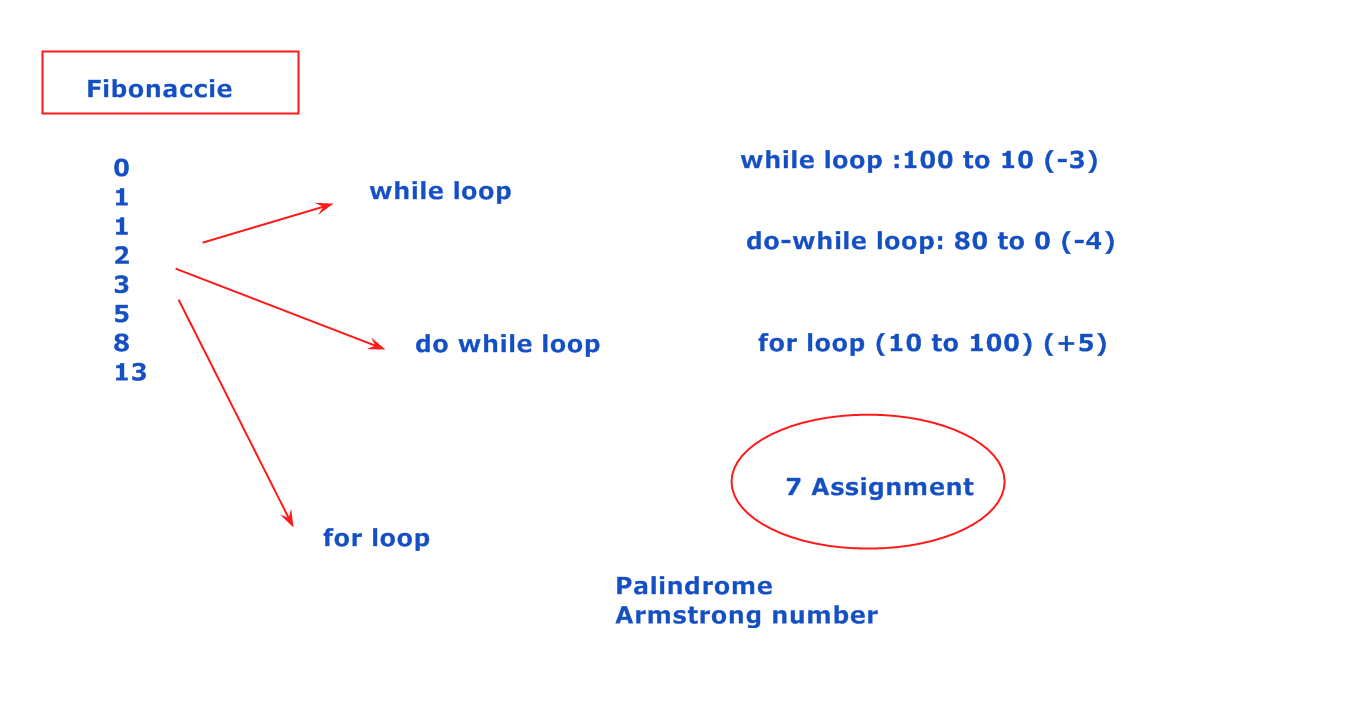 Fibonaccie
0
1
1
2
3
5
8
13
while loop
do while loop
for loop
while loop :100 to 10 (-3)
do-while loop: 80 to 0 (-4)
for loop (10 to 100) (+5)
7 Assignment
Palindrome
Armstrong number